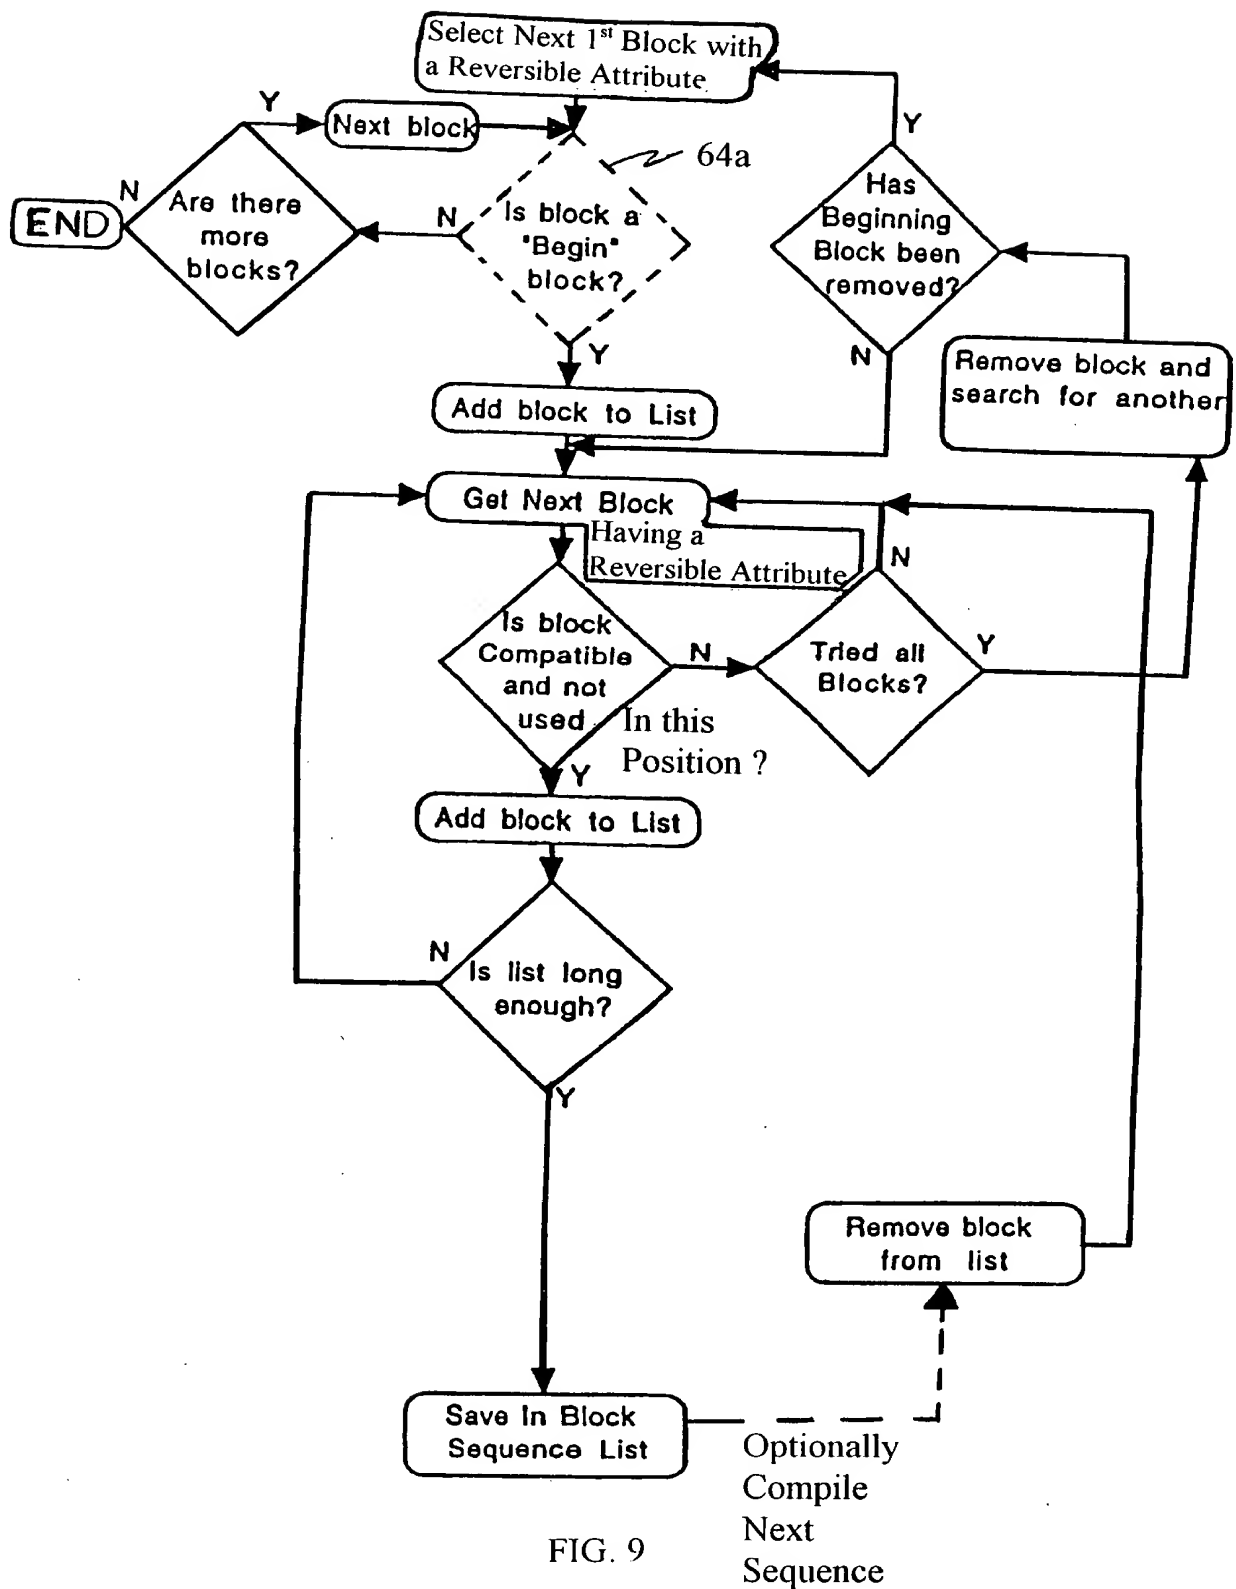 Select Next 1st Block with
a Reversible Attribute
Y
Next block
64a
Y
N
Are there
more
blocks?
END
N
Is block a
"Begin"
block?
Has
Beginning
Block been
removed?
Y
N
Remove block and
search for another
Add block to List
Get Next Block
Having a
Reversible Attribute
N
Is block
Compatible
and not
used
In this
Position ?
N
Tried all
Blocks?
Y
Y
Add block to List
N
Is list long
enough?
Y
Remove block
from list
Save In Block
Sequence List
Optionally
Compile
Next
Sequence
FIG. 9